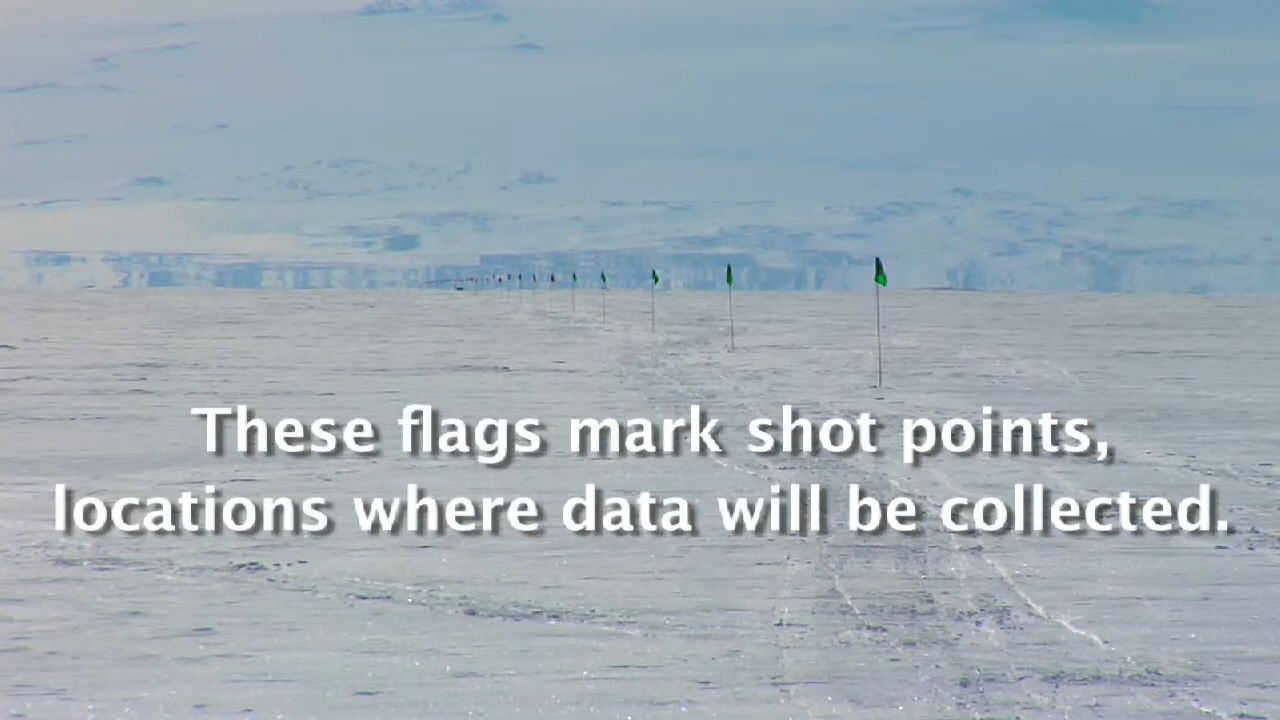 These flags mark shot points,
locations where data will be collected.